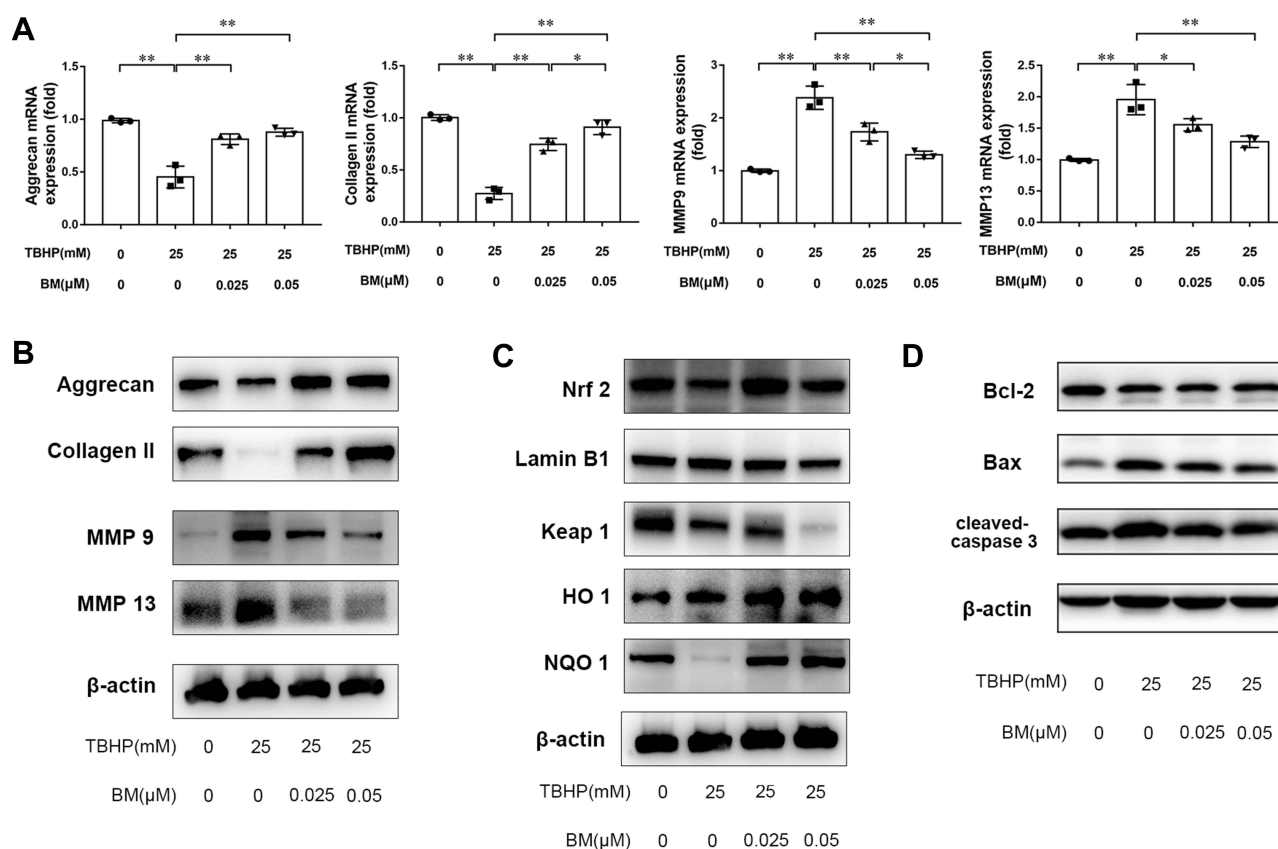 A
Aggrecan mRNA
expression (fold)
1.5
1.0
0.5
0.0
** **
**
TBHP(mM) 0 25 25 25
BM(μM) 0 0 0.025 0.05
Collagen II mRNA
expression (fold)
1.5
1.0
0.5
0.0
** ** *
**
TBHP(mM) 0 25 25 25
BM(μM) 0 0 0.025 0.05
MMP9 mRNA expression
(fold)
3
2
1
0
** ** *
**
TBHP(mM) 0 25 25 25
BM(μM) 0 0 0.025 0.05
MMP13 mRNA expression
(fold)
2.5
2.0
1.5
1.0
0.5
0.0
** *
**
TBHP(mM) 0 25 25 25
BM(μM) 0 0 0.025 0.05
B
Aggrecan
Collagen II
MMP 9
MMP 13
β-actin
TBHP(mM) 0 25 25 25
BM(μM) 0 0 0.025 0.05
C
Nrf 2
Lamin B1
Keap 1
HO 1
NQO 1
β-actin
TBHP(mM) 0 25 25 25
BM(μM) 0 0 0.025 0.05
D
Bcl-2
Bax
cleaved-
caspase 3
β-actin
TBHP(mM) 0 25 25 25
BM(μM) 0 0 0.025 0.05